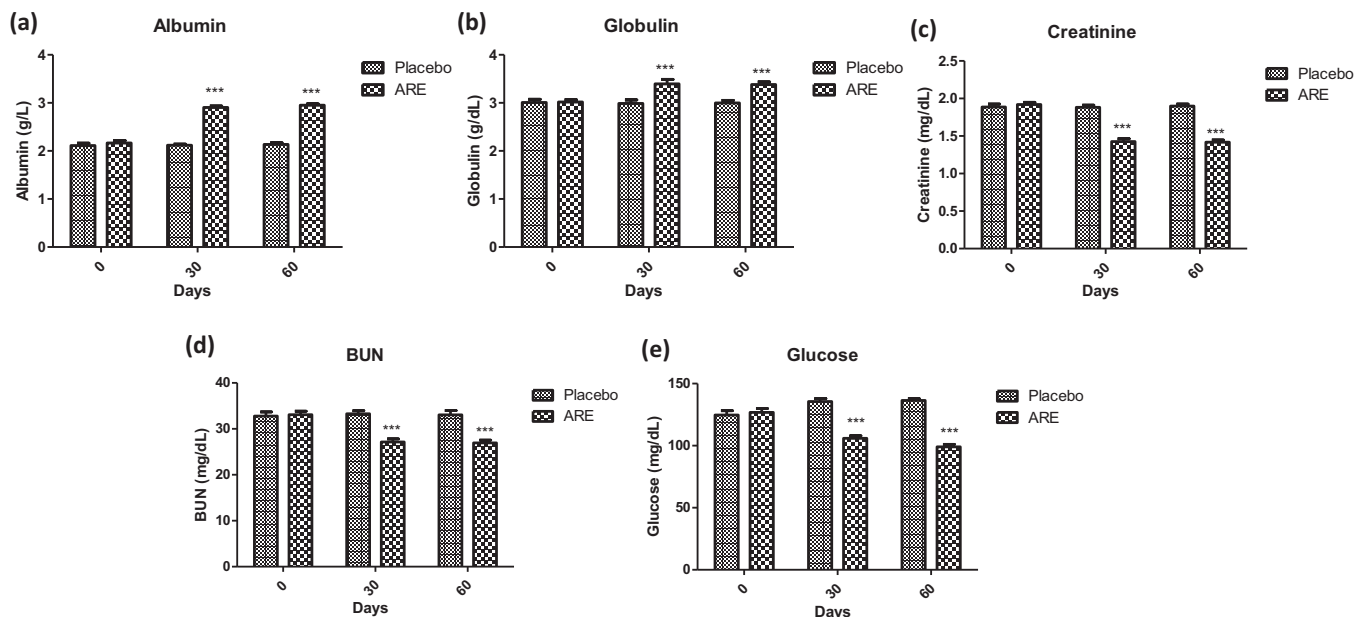 (a)
Albumin
Albumin (g/L)
4
3
2
1
0
***
***
0
30
60
Days
Placebo
ARE
(b)
Globulin
Globulin (g/dL)
4
3
2
1
0
***
***
0
30
60
Days
Placebo
ARE
(c)
Creatinine
Creatinine (mg/dL)
2.5
2.0
1.5
1.0
0.5
0.0
***
***
0
30
60
Days
Placebo
ARE
(d)
BUN
BUN (mg/dL)
40
30
20
10
0
***
***
0
30
60
Days
Placebo
ARE
(e)
Glucose
Glucose (mg/dL)
150
100
50
0
***
***
0
30
60
Days
Placebo
ARE